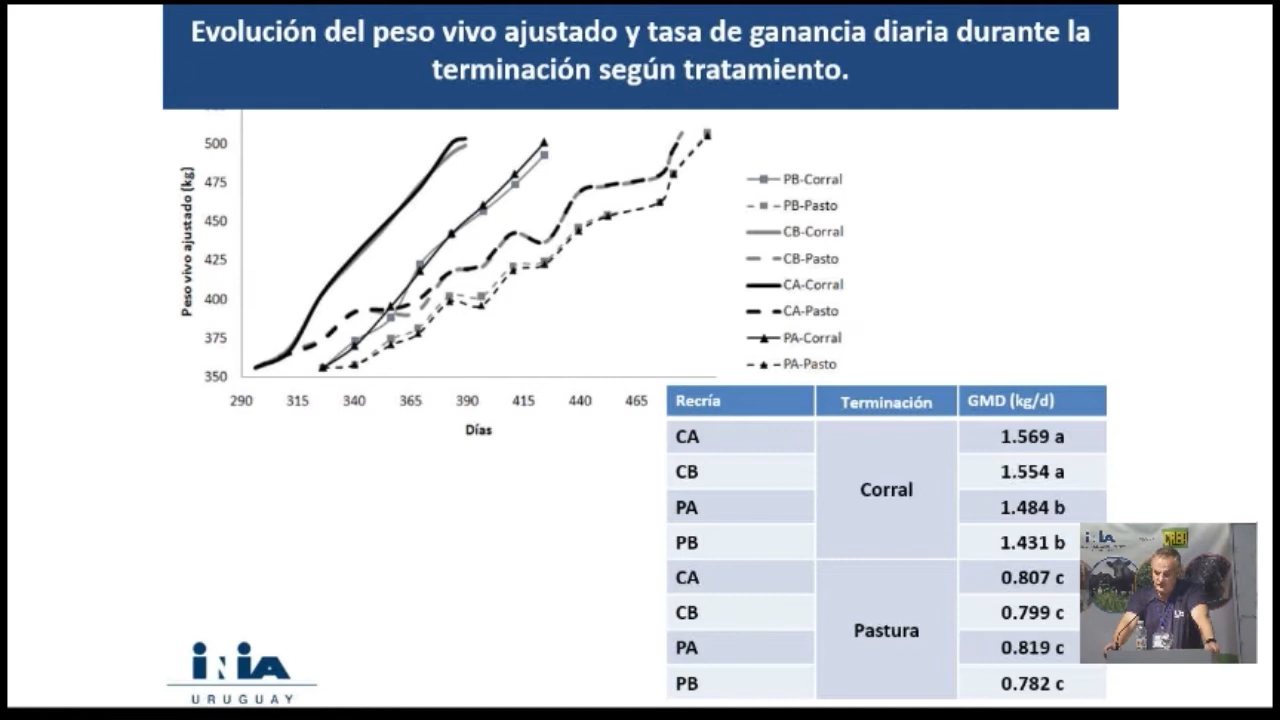 Evolución del peso vivo ajustado y tasa de ganancia diaria durante la
terminación según tratamiento.
Peso vivo ajustado (kg)
500
475
450
425
400
375
350
290 315 340 365 390 415 440 465
Días
PB-Corral
PB-Pasto
CB-Corral
CB-Pasto
CA-Corral
CA-Pasto
PA-Corral
PA-Pasto
Recría Terminación GMD (kg/d)
CA 1.569 a
CB 1.554 a
Corral
PA 1.484 b
PB 1.431 b
CA 0.807 c
CB 0.799 c
Pastura
PA 0.819 c
PB 0.782 c
INIA
URUGUAY
INIA
CREA